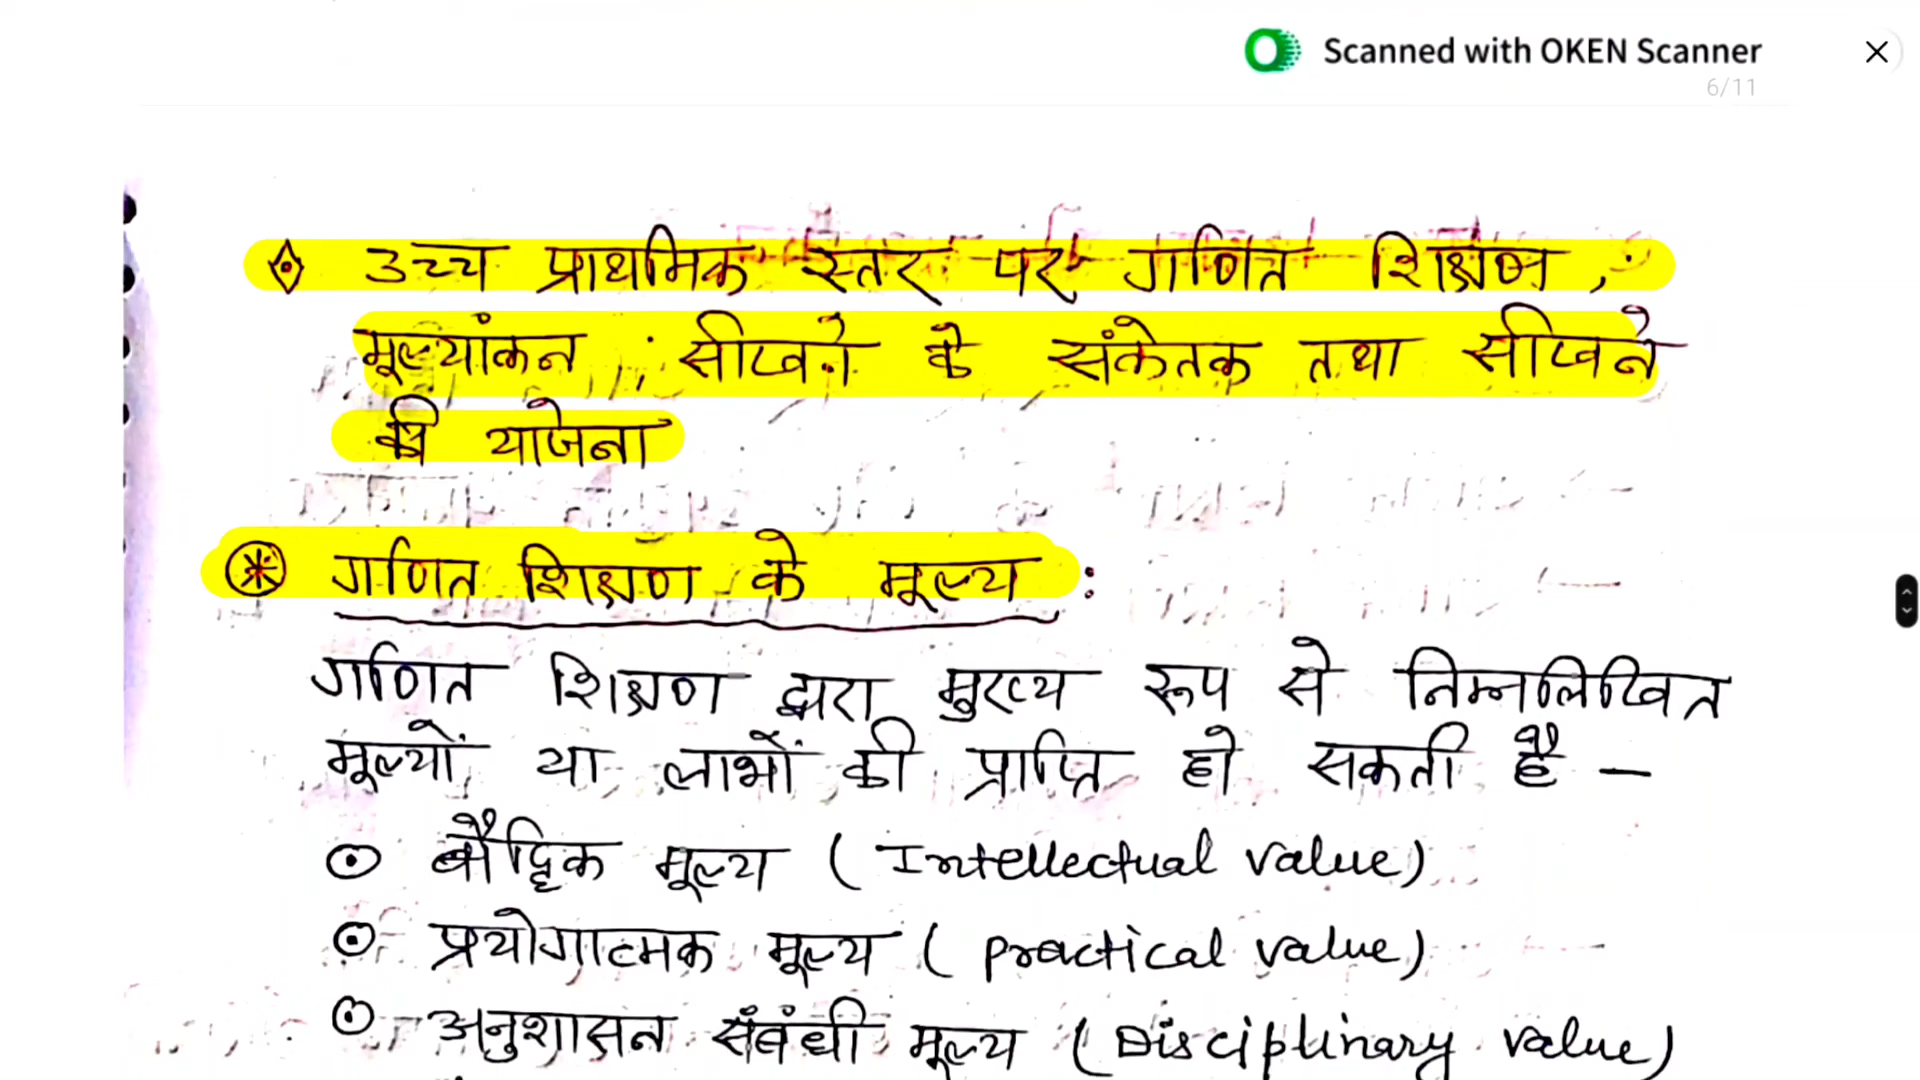 Scanned with OKEN Scanner
6/11
उच्च प्राथमिक स्तर पर गणित शिक्षण,
मूल्यांकन, सीखने के संकेतक तथा सीखने
की योजना
गणित शिक्षण के मूल्य :
गणित शिक्षण द्वारा मुख्य रूप से निम्नलिखित
मूल्यों या लाभों की प्राप्ति हो सकती है –
बौद्धिक मूल्य ( Intellectual value)
प्रयोगात्मक मूल्य ( practical value)
अनुशासन संबंधी मूल्य ( Disciplinary value)